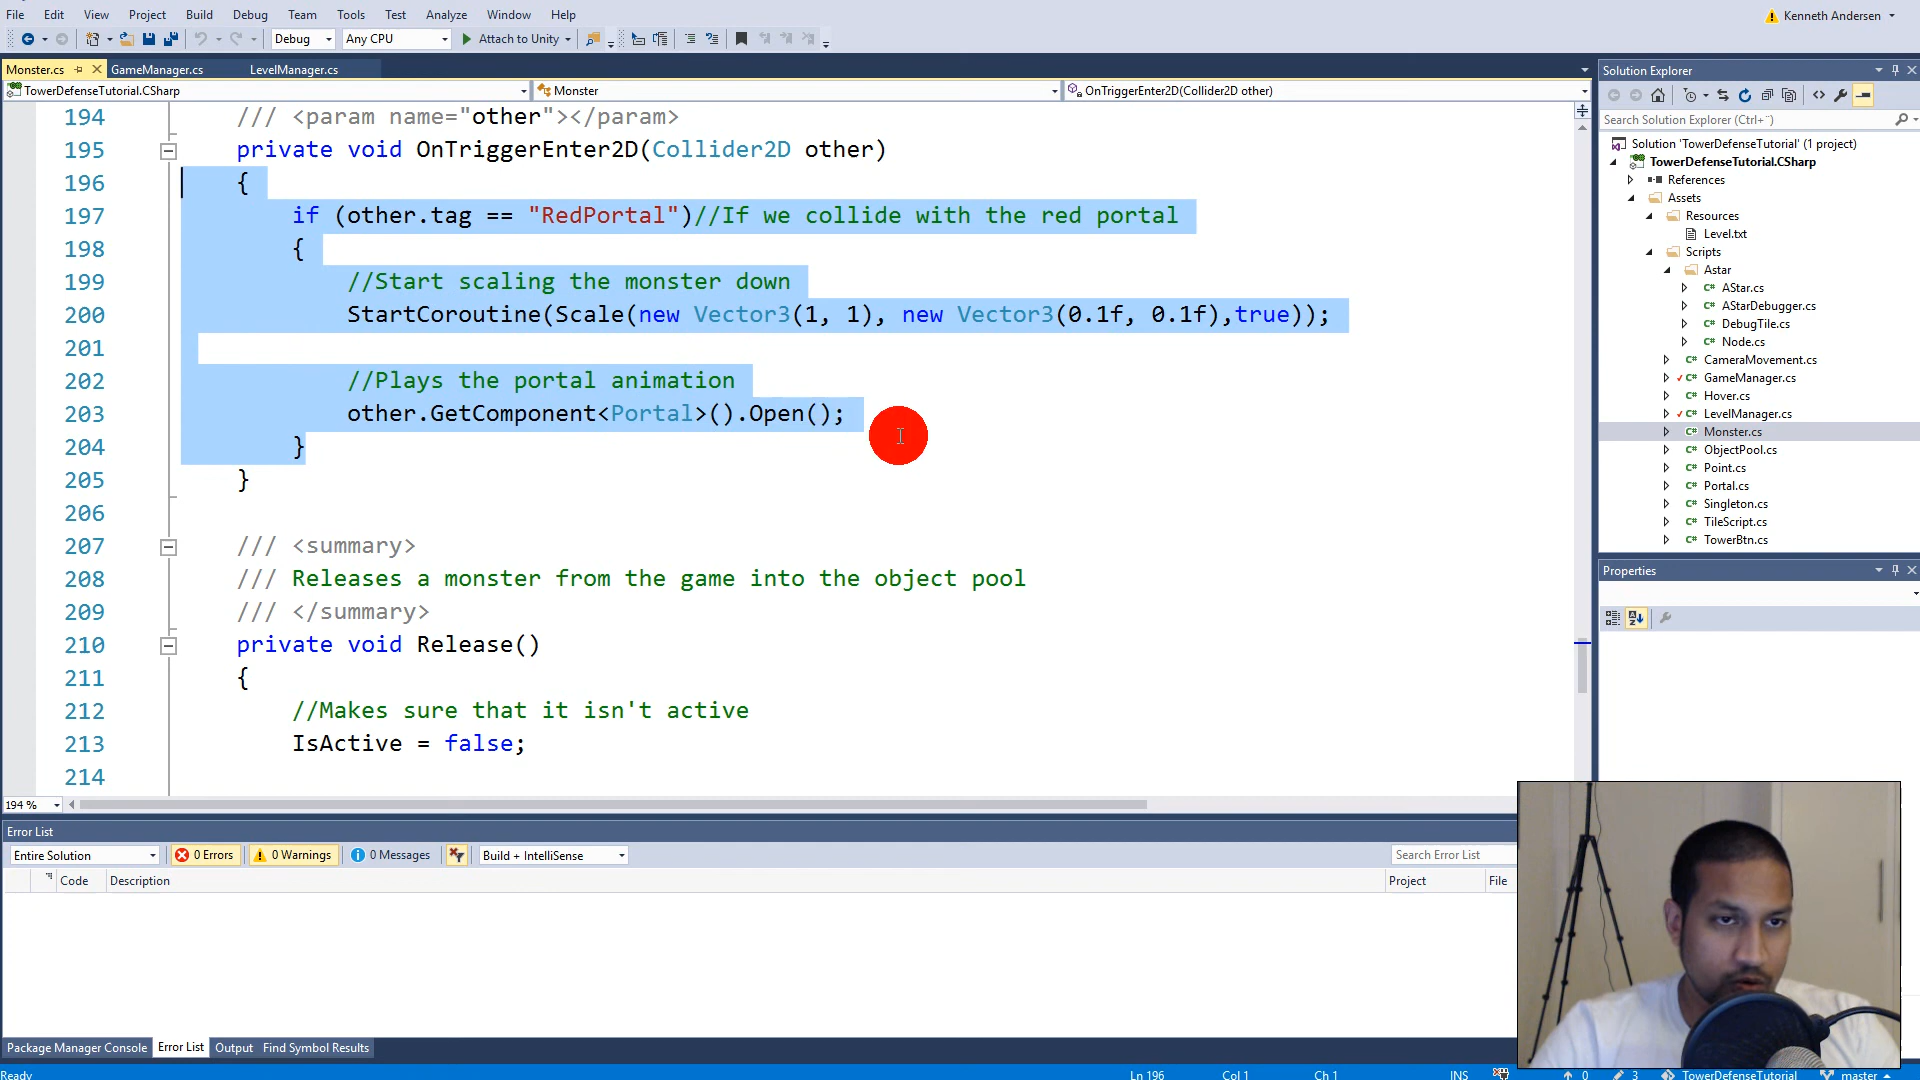 File Edit View Project Build Debug Team Tools Test Analyze Window Help Kenneth Andersen
Debug Any CPU Attach to Unity
Monster.cs GameManager.cs LevelManager.cs
TowerDefenseTutorial.CSharp Monster OnTriggerEnter2D(Collider2D other)
194 /// <param name="other"></param>
195 private void OnTriggerEnter2D(Collider2D other)
196 {
197 if (other.tag == "RedPortal")//If we collide with the red portal
198 {
199 //Start scaling the monster down
200 StartCoroutine(Scale(new Vector3(1, 1), new Vector3(0.1f, 0.1f),true));
201
202 //Plays the portal animation
203 other.GetComponent<Portal>().Open();
204 }
205 }
206
207 /// <summary>
208 /// Releases a monster from the game into the object pool
209 /// </summary>
210 private void Release()
211 {
212 //Makes sure that it isn't active
213 IsActive = false;
214
194 %
Solution Explorer
Search Solution Explorer (Ctrl+¨)
Solution 'TowerDefenseTutorial' (1 project)
TowerDefenseTutorial.CSharp
References
Assets
Resources
Level.txt
Scripts
Astar
AStar.cs
AStarDebugger.cs
DebugTile.cs
Node.cs
CameraMovement.cs
GameManager.cs
Hover.cs
LevelManager.cs
Monster.cs
ObjectPool.cs
Point.cs
Portal.cs
Singleton.cs
TileScript.cs
TowerBtn.cs
Properties
Error List
Entire Solution 0 Errors 0 Warnings 0 Messages Build + IntelliSense Search Error List
Code Description Project File
Package Manager Console Error List Output Find Symbol Results
Ready Ln 196 Col 1 Ch 1 INS 0 3 TowerDefenseTutorial master